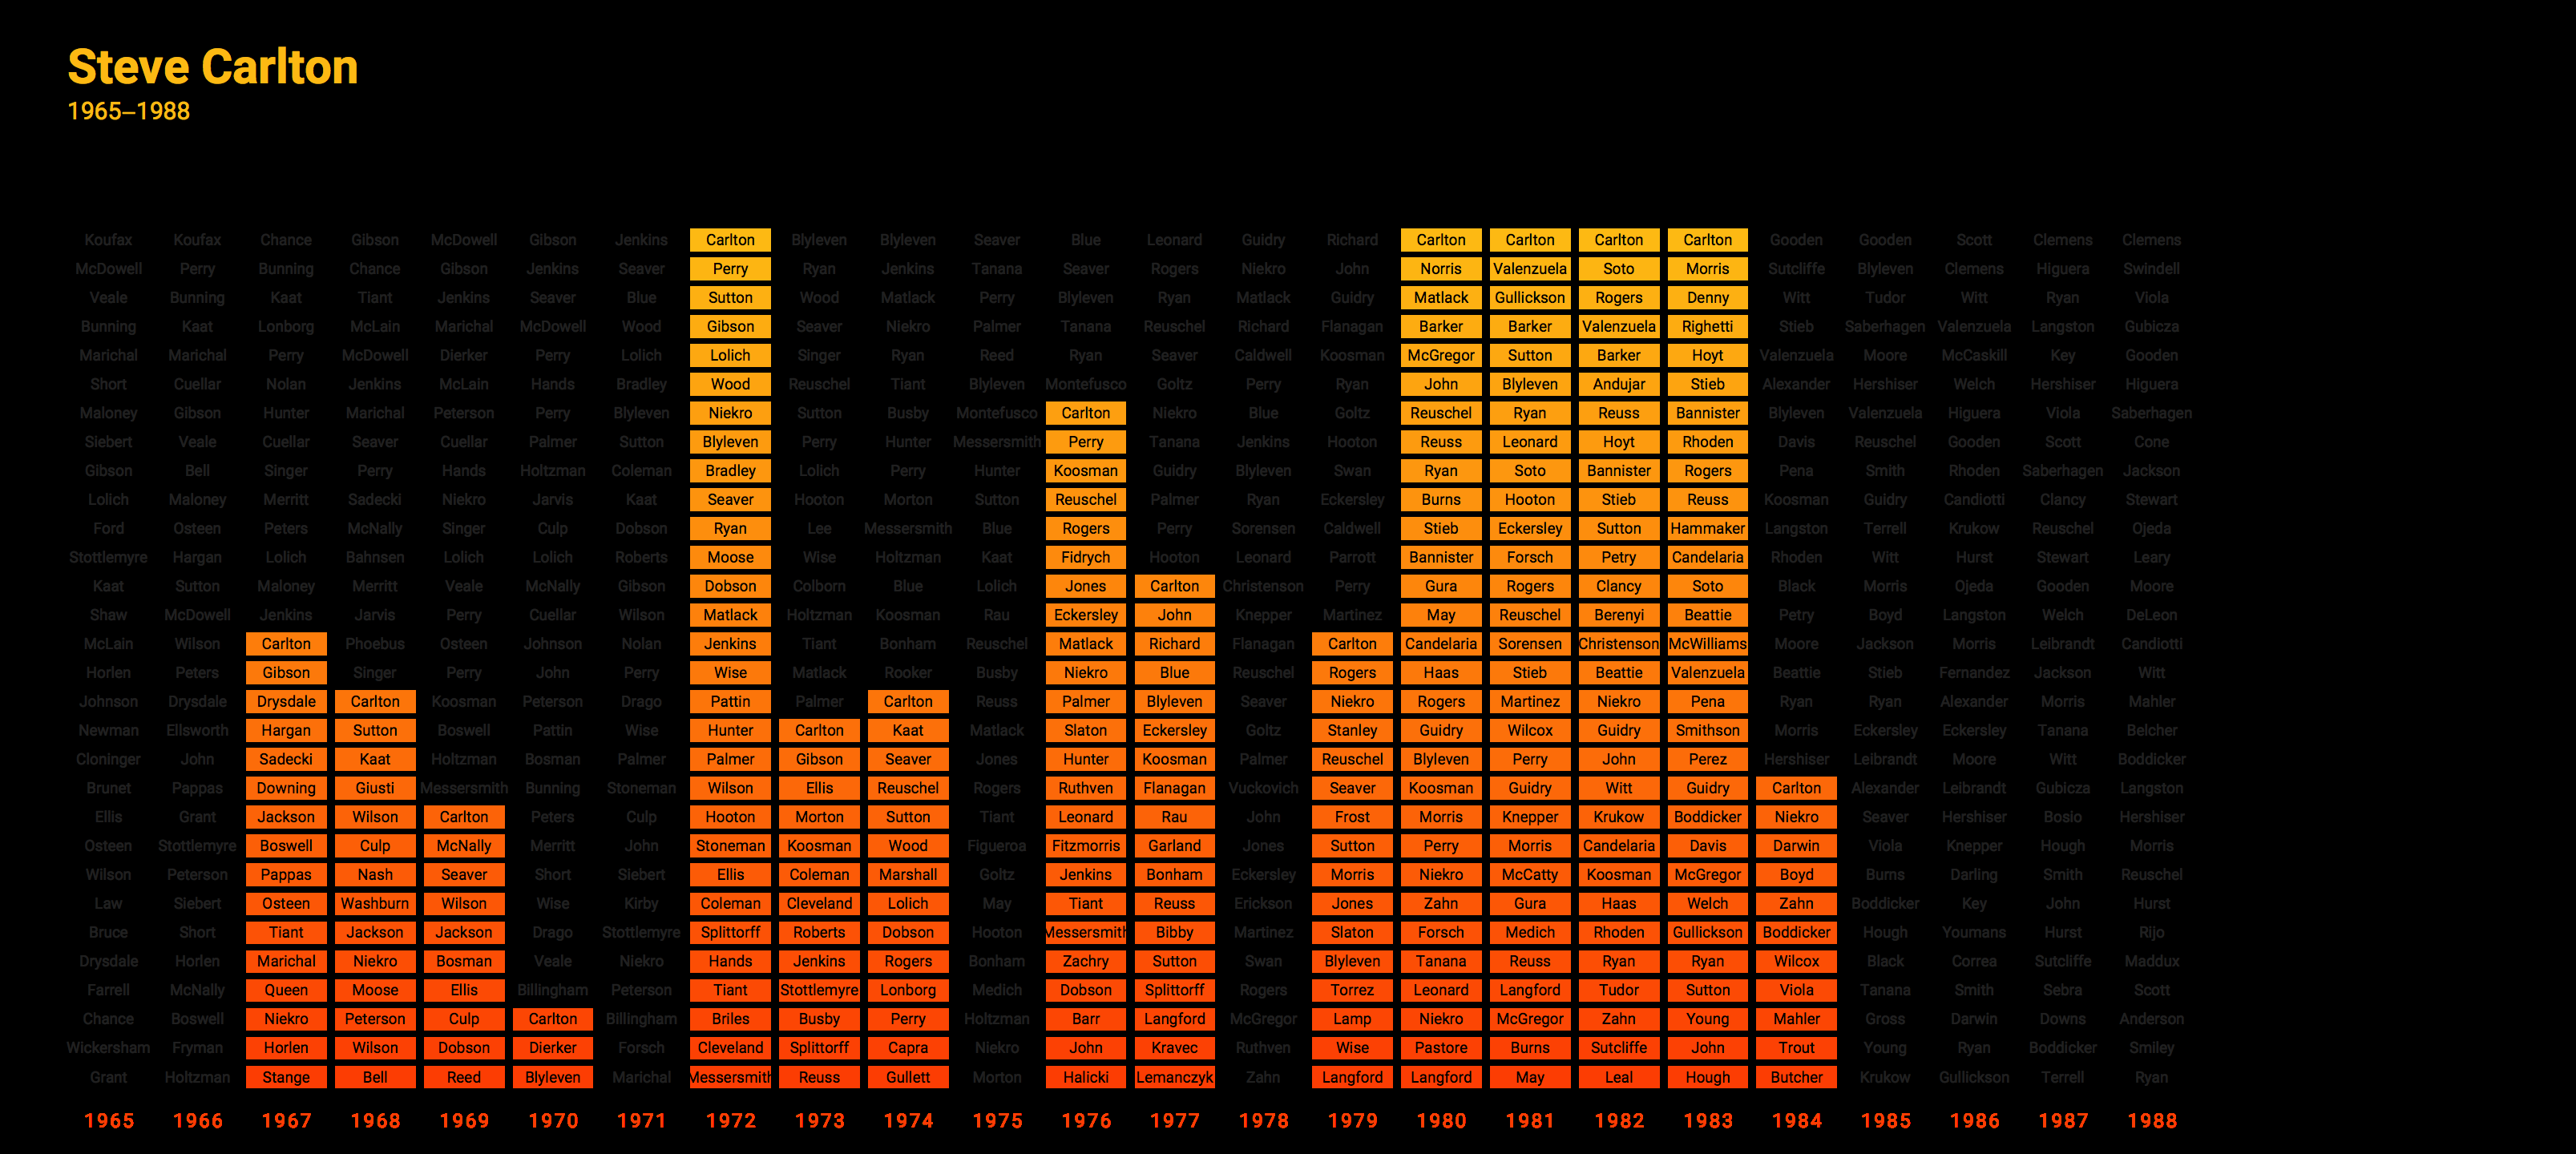 Steve Carlton
1965–1988
Koufax Koufax Chance Gibson McDowell Gibson Jenkins Carlton Blyleven Blyleven Seaver Blue Leonard Guidry Richard Carlton Carlton Carlton Carlton Gooden Gooden Scott Clemens Clemens
McDowell Perry Bunning Chance Gibson Jenkins Seaver Perry Ryan Jenkins Tanana Seaver Rogers Niekro John Norris Valenzuela Soto Morris Sutcliffe Blyleven Clemens Higuera Swindell
Veale Bunning Kaat Tiant Jenkins Seaver Blue Sutton Wood Matlack Perry Blyleven Ryan Matlack Guidry Matlack Gullickson Rogers Denny Witt Tudor Witt Ryan Viola
Bunning Kaat Lonborg McLain Marichal McDowell Wood Gibson Seaver Niekro Palmer Tanana Reuschel Richard Flanagan Barker Barker Valenzuela Righetti Stieb Saberhagen Valenzuela Langston Gubicza
Marichal Marichal Perry McDowell Dierker Perry Lolich Lolich Singer Ryan Reed Ryan Seaver Caldwell Koosman McGregor Sutton Barker Hoyt Valenzuela Moore McCaskill Key Gooden
Short Cuellar Nolan Jenkins McLain Hands Bradley Wood Reuschel Tiant Blyleven Montefusco Goltz Perry Ryan John Blyleven Andujar Stieb Alexander Hershiser Welch Hershiser Higuera
Maloney Gibson Hunter Marichal Peterson Perry Blyleven Niekro Sutton Busby Montefusco Carlton Niekro Blue Goltz Reuschel Ryan Reuss Bannister Blyleven Valenzuela Higuera Viola Saberhagen
Siebert Veale Cuellar Seaver Cuellar Palmer Sutton Blyleven Perry Hunter Messersmith Perry Tanana Jenkins Hooton Reuss Leonard Hoyt Rhoden Davis Reuschel Gooden Scott Cone
Gibson Bell Singer Perry Hands Holtzman Coleman Bradley Lolich Perry Hunter Koosman Guidry Blyleven Swan Ryan Soto Bannister Rogers Pena Smith Rhoden Saberhagen Jackson
Lolich Maloney Merritt Sadecki Niekro Jarvis Kaat Seaver Hooton Morton Sutton Reuschel Palmer Ryan Eckersley Burns Hooton Stieb Reuss Koosman Guidry Candiotti Clancy Stewart
Ford Osteen Peters McNally Singer Culp Dobson Ryan Lee Messersmith Blue Rogers Perry Sorensen Caldwell Stieb Eckersley Sutton Hammaker Langston Terrell Krukow Reuschel Ojeda
Stottlemyre Hargan Lolich Bahnsen Lolich Lolich Roberts Moose Wise Holtzman Kaat Fidrych Hooton Leonard Parrott Bannister Forsch Petry Candelaria Rhoden Witt Hurst Stewart Leary
Kaat Sutton Maloney Merritt Veale McNally Gibson Dobson Colborn Blue Lolich Jones Carlton Christenson Perry Gura Rogers Clancy Soto Black Morris Ojeda Gooden Moore
Shaw McDowell Jenkins Jarvis Perry Cuellar Wilson Matlack Holtzman Koosman Rau Eckersley John Knepper Martinez May Reuschel Berenyi Beattie Petry Boyd Langston Welch DeLeon
McLain Wilson Carlton Phoebus Osteen Johnson Nolan Jenkins Tiant Bonham Reuschel Matlack Richard Flanagan Carlton Candelaria Sorensen Christenson McWilliams Moore Jackson Morris Leibrandt Candiotti
Horlen Peters Gibson Singer Perry John Perry Wise Matlack Rooker Busby Niekro Blue Reuschel Rogers Haas Stieb Beattie Valenzuela Beattie Stieb Fernandez Jackson Witt
Johnson Drysdale Drysdale Carlton Koosman Peterson Drago Pattin Palmer Carlton Reuss Palmer Blyleven Seaver Niekro Rogers Martinez Niekro Pena Ryan Ryan Alexander Morris Mahler
Newman Ellsworth Hargan Sutton Boswell Pattin Wise Hunter Carlton Kaat Matlack Slaton Eckersley Goltz Stanley Guidry Wilcox Guidry Smithson Morris Eckersley Eckersley Tanana Belcher
Cloninger John Sadecki Kaat Holtzman Bosman Palmer Palmer Gibson Seaver Jones Hunter Koosman Palmer Reuschel Blyleven Perry John Perez Hershiser Leibrandt Moore Witt Boddicker
Brunet Pappas Downing Giusti Messersmith Bunning Stoneman Wilson Ellis Reuschel Rogers Ruthven Flanagan Vuckovich Seaver Koosman Guidry Witt Guidry Carlton Alexander Leibrandt Gubicza Langston
Ellis Grant Jackson Wilson Carlton Peters Culp Hooton Morton Sutton Tiant Leonard Rau John Frost Morris Knepper Krukow Boddicker Niekro Seaver Hershiser Bosio Hershiser
Osteen Stottlemyre Boswell Culp McNally Merritt John Stoneman Koosman Wood Figueroa Fitzmorris Garland Jones Sutton Perry Morris Candelaria Davis Darwin Viola Knepper Hough Morris
Wilson Peterson Pappas Nash Seaver Short Siebert Ellis Coleman Marshall Goltz Jenkins Bonham Eckersley Morris Niekro McCatty Koosman McGregor Boyd Burns Darling Smith Reuschel
Law Siebert Osteen Washburn Wilson Wise Kirby Coleman Cleveland Lolich May Tiant Reuss Erickson Jones Zahn Gura Haas Welch Zahn Boddicker Key John Hurst
Bruce Short Tiant Jackson Jackson Drago Stottlemyre Splittorff Roberts Dobson Hooton Messersmith Bibby Martinez Slaton Forsch Medich Rhoden Gullickson Boddicker Hough Youmans Hurst Rijo
Drysdale Horlen Marichal Niekro Bosman Veale Niekro Hands Jenkins Rogers Bonham Zachry Sutton Swan Blyleven Tanana Reuss Ryan Ryan Wilcox Black Correa Sutcliffe Maddux
Farrell McNally Queen Moose Ellis Billingham Peterson Tiant Stottlemyre Lonborg Medich Dobson Splittorff Rogers Torrez Leonard Langford Tudor Sutton Viola Tanana Smith Sebra Scott
Chance Boswell Niekro Peterson Culp Carlton Billingham Briles Busby Perry Holtzman Barr Langford McGregor Lamp Niekro McGregor Zahn Young Mahler Gross Darwin Downs Anderson
Wickersham Fryman Horlen Wilson Dobson Dierker Forsch Cleveland Splittorff Capra Niekro John Kravec Ruthven Wise Pastore Burns Sutcliffe John Trout Young Ryan Boddicker Smiley
Grant Holtzman Stange Bell Reed Blyleven Marichal Messersmith Reuss Gullett Morton Halicki Lemanczyk Zahn Langford Langford May Leal Hough Butcher Krukow Gullickson Terrell Ryan
1965 1966 1967 1968 1969 1970 1971 1972 1973 1974 1975 1976 1977 1978 1979 1980 1981 1982 1983 1984 1985 1986 1987 1988